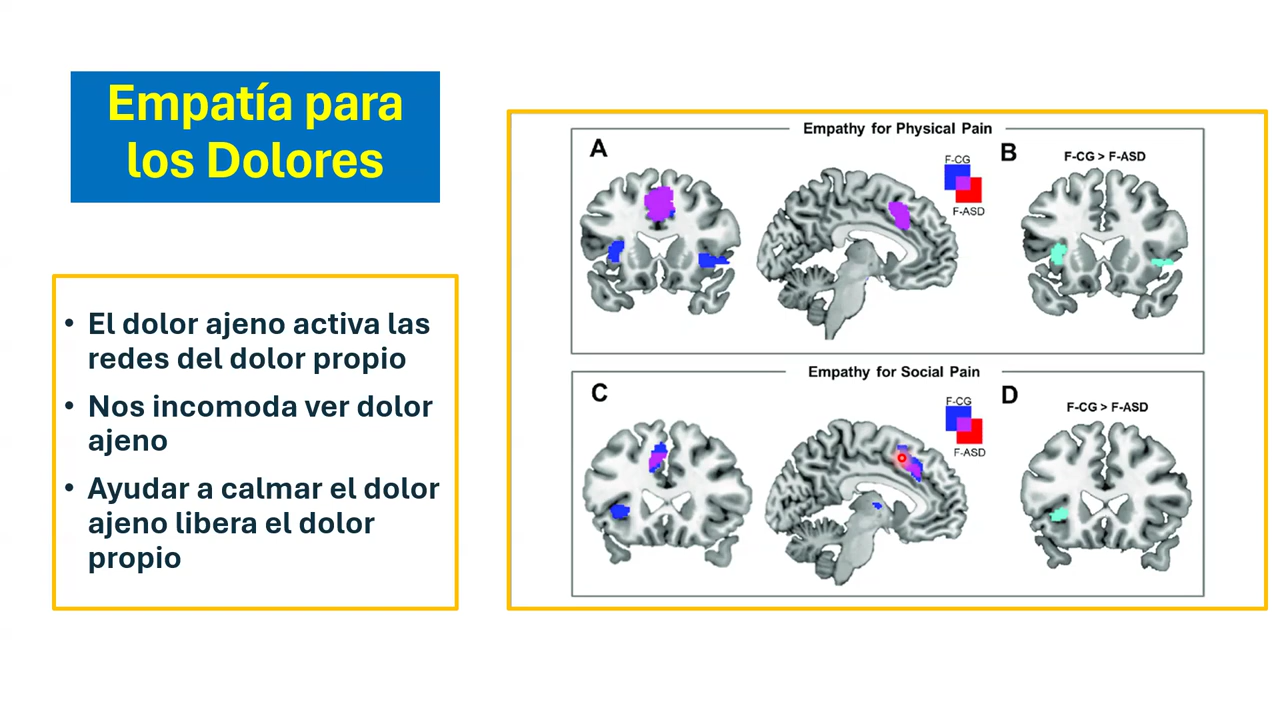 Empatía para
los Dolores
• El dolor ajeno activa las
redes del dolor propio
• Nos incomoda ver dolor
ajeno
• Ayudar a calmar el dolor
ajeno libera el dolor
propio
Empathy for Physical Pain
A
F-CG
F-ASD
B
F-CG > F-ASD
Empathy for Social Pain
C
F-CG
F-ASD
D
F-CG > F-ASD